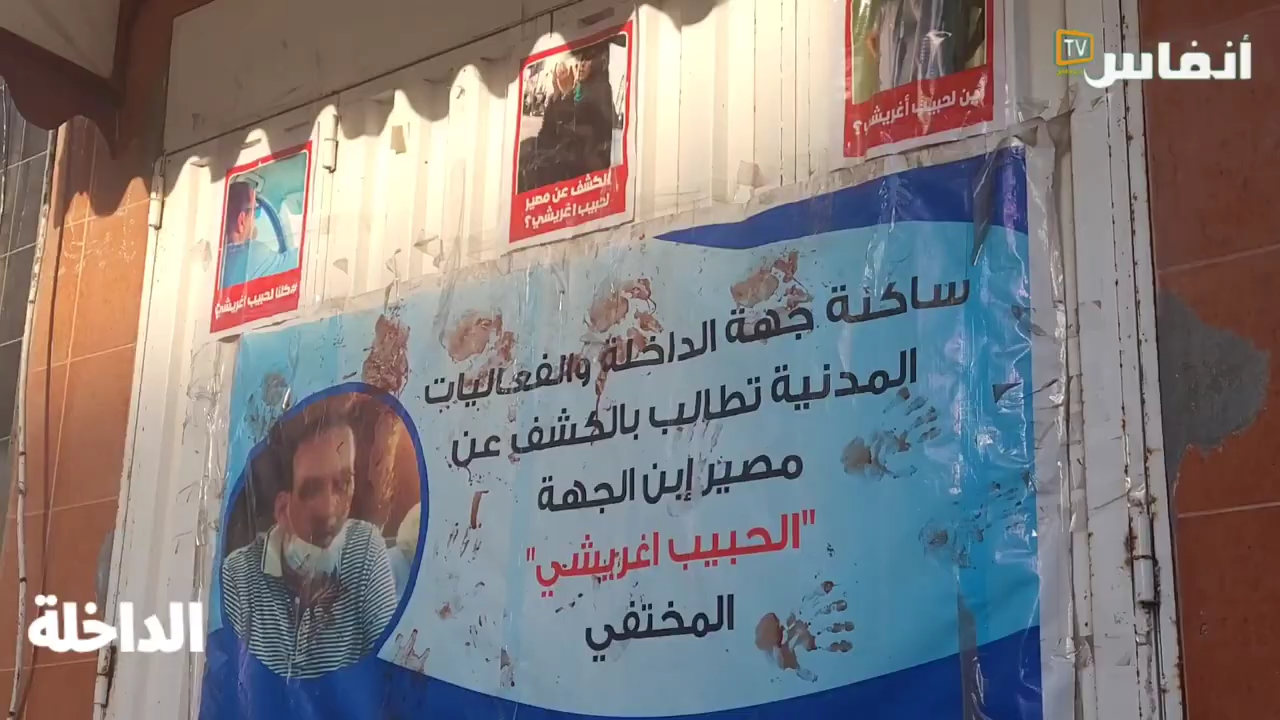 أنفاس TV
أين لحبيب أغريشي؟
الكشف عن مصير
لحبيب اغريشي؟
#كلنا لحبيب اغريشي
ساكنة جهة الداخلة والفعاليات
المدنية تطالب بالكشف عن
مصير إبن الجهة
"الحبيب اغريشي"
المختفي
الداخلة